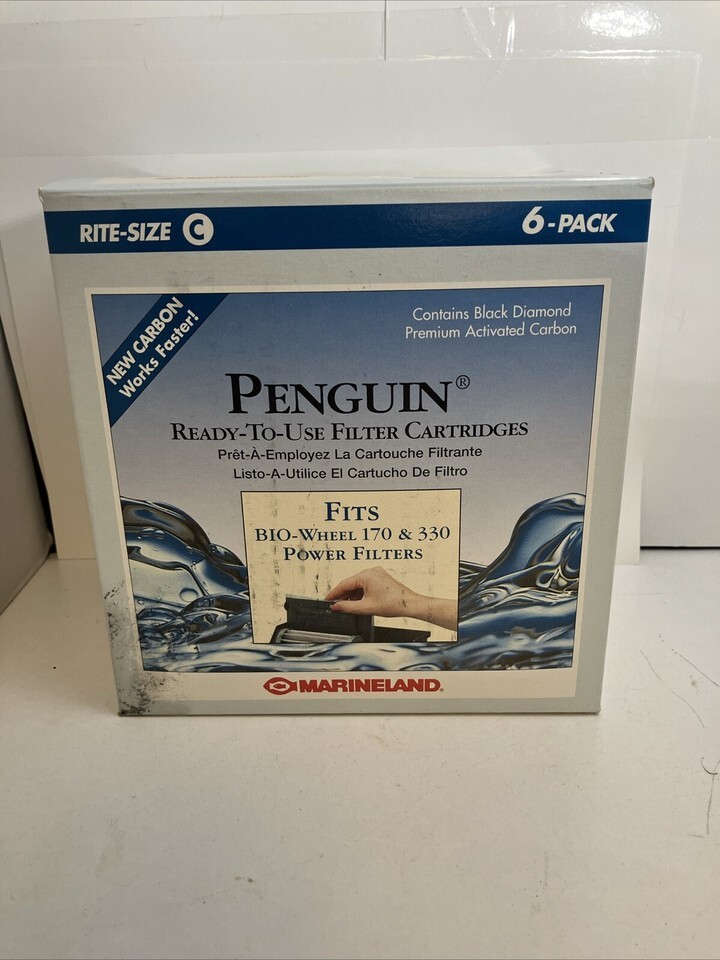 RITE-SIZE C
6-PACK
NEW CARBON
Works Faster!
Contains Black Diamond
Premium Activated Carbon
PENGUIN®
READY-TO-USE FILTER CARTRIDGES
Prêt-À-Employez La Cartouche Filtrante
Listo-A-Utilice El Cartucho De Filtro
FITS
BIO-WHEEL 170 & 330
POWER FILTERS
MARINELAND®